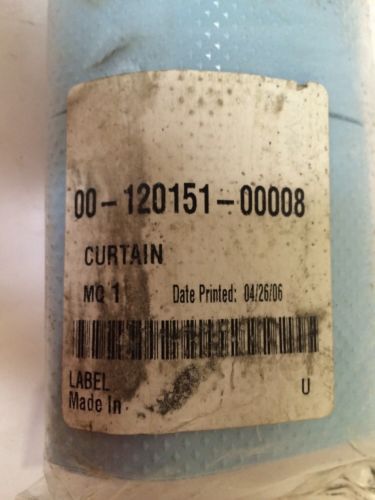 00-120151-00008
CURTAIN
MQ 1 Date Printed: 04/26/06
LABEL
Made In U